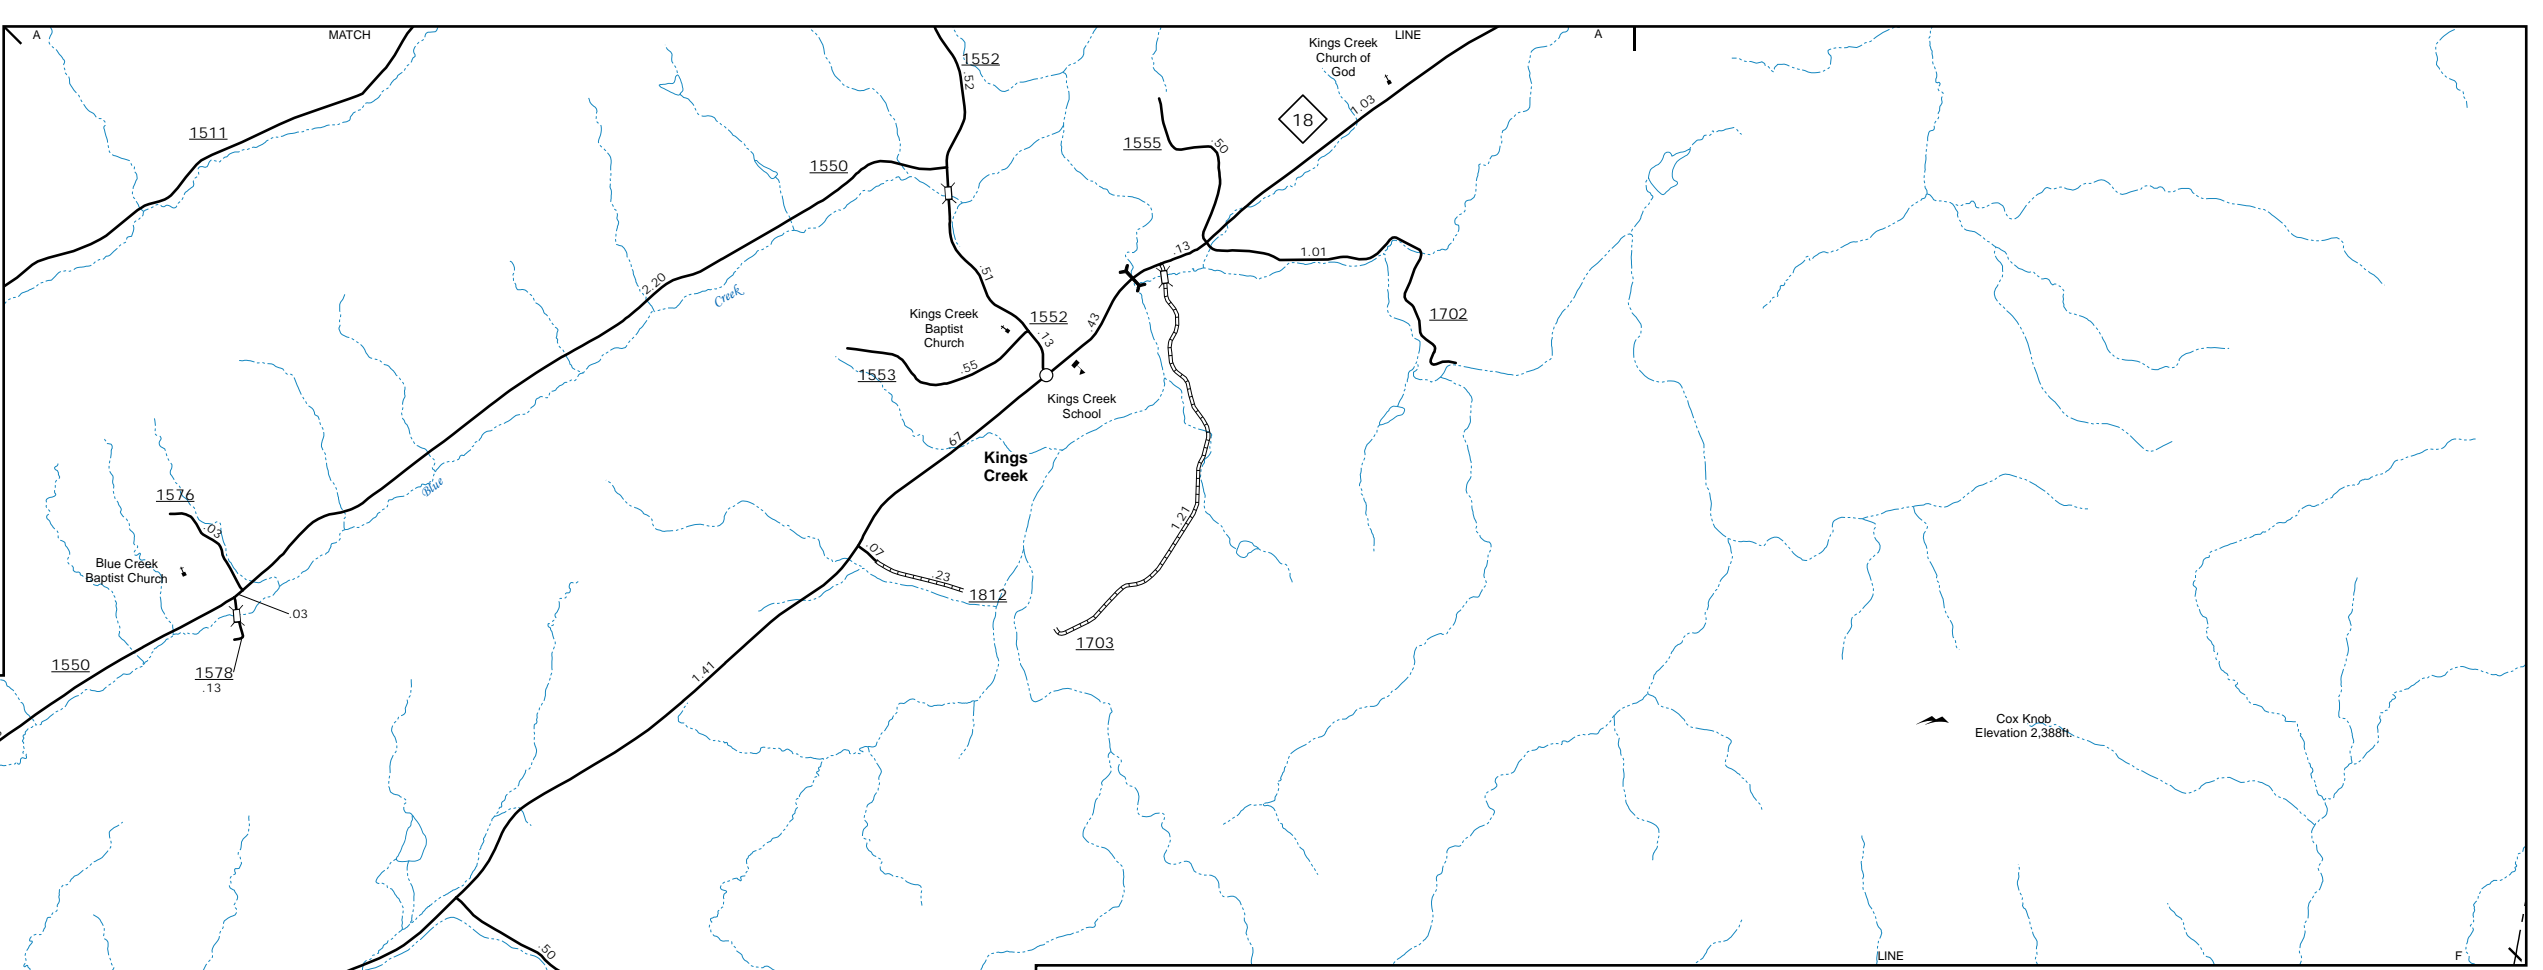 A
MATCH
LINE
A
Kings Creek
Church of
God
1552
.52
1.03
18
1511
1555
.50
1550
.13
1.01
.51
2.20
Creek
Kings Creek
Baptist
Church
1552
.13
.43
1702
.55
1553
Kings Creek
School
.67
Kings
Creek
Blue
1576
.03
1.21
.07
.23
1812
Blue Creek
Baptist Church
.03
1703
1550
1578
.13
1.41
Cox Knob
Elevation 2,388ft.
.50
LINE
F